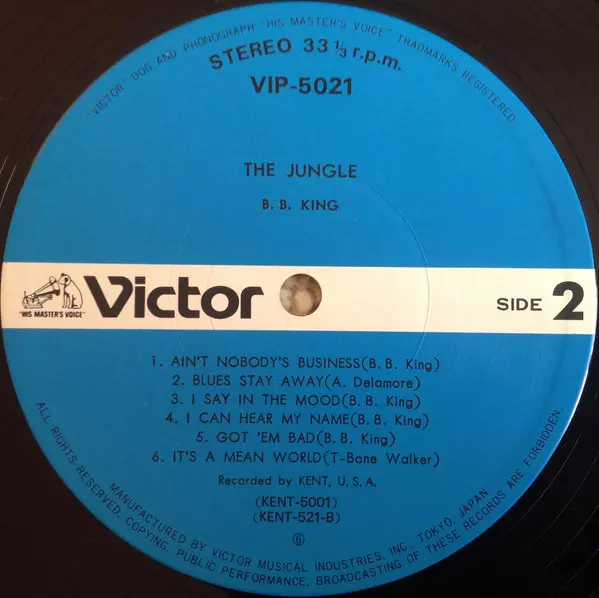 "VICTOR" DOG AND PHONOGRAPH "HIS MASTER'S VOICE" TRADMARKS REGISTERED.
STEREO 33 ⅓ r.p.m.
VIP-5021
THE JUNGLE
B. B. KING
"HIS MASTER'S VOICE"
Victor
SIDE 2
1. AIN'T NOBODY'S BUSINESS(B. B. King)
2. BLUES STAY AWAY(A. Delamore)
3. I SAY IN THE MOOD(B. B. King)
4. I CAN HEAR MY NAME(B. B. King)
5. GOT 'EM BAD(B. B. King)
6. IT'S A MEAN WORLD(T-Bone Walker)
Recorded by KENT, U. S. A.
(KENT-5001)
(KENT-521-B)
⑥
MANUFACTURED BY VICTOR MUSICAL INDUSTRIES, INC., TOKYO, JAPAN
ALL RIGHTS RESERVED, COPYING, PUBLIC PERFORMANCE, BROADCASTING OF THESE RECORDS ARE FORBIDDEN.